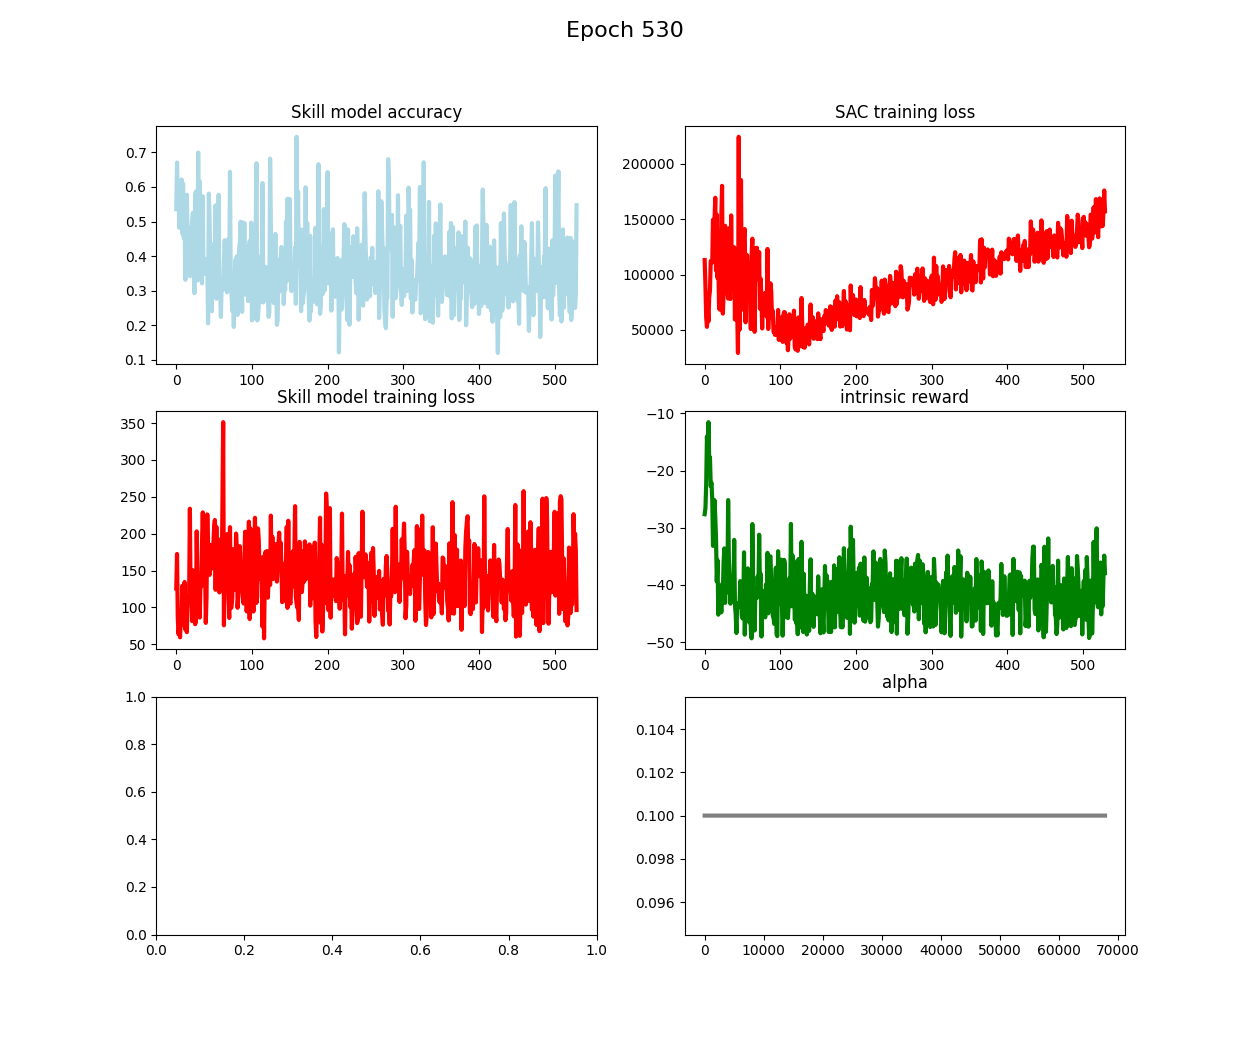 Epoch 530
Skill model accuracy
0.7
0.6
0.5
0.4
0.3
0.2
0.1
0 100 200 300 400 500
SAC training loss
200000
150000
100000
50000
0 100 200 300 400 500
Skill model training loss
350
300
250
200
150
100
50
0 100 200 300 400 500
intrinsic reward
−10
−20
−30
−40
−50
0 100 200 300 400 500
1.0
0.8
0.6
0.4
0.2
0.0
0.0 0.2 0.4 0.6 0.8 1.0
alpha
0.104
0.102
0.100
0.098
0.096
0 10000 20000 30000 40000 50000 60000 70000